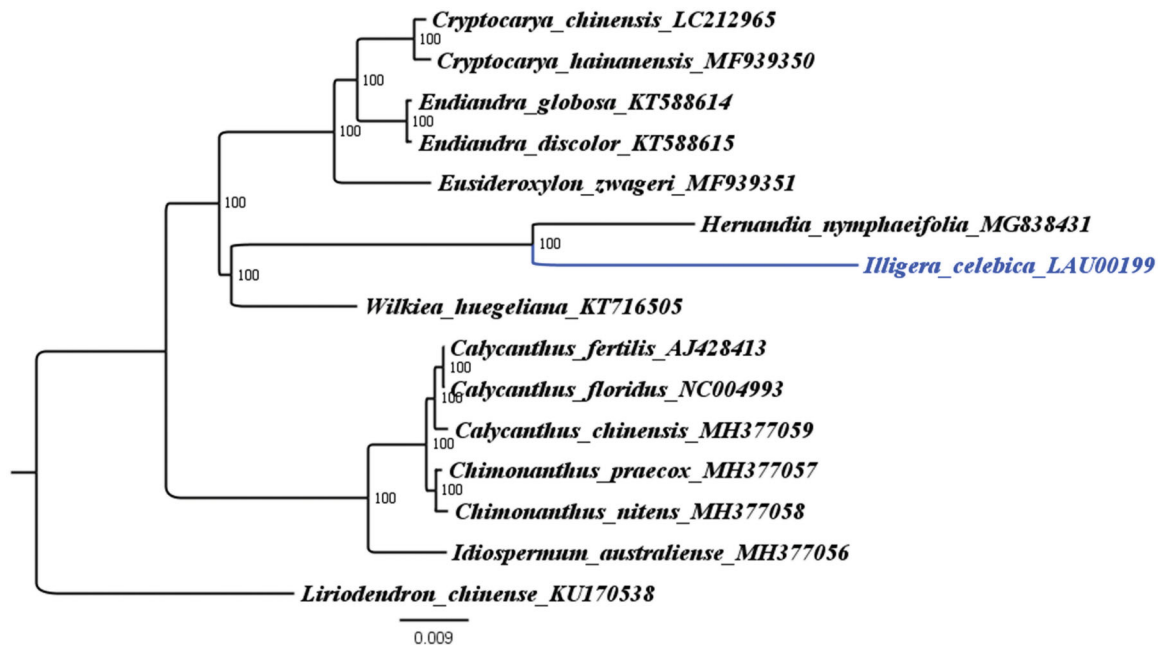 Cryptocarya_chinensis_LC212965
100
Cryptocarya_hainanensis_MF939350
100
Endiandra_globosa_KT588614
100
100
Endiandra_discolor_KT588615
Eusideroxylon_zwageri_MF939351
100
Hernandia_nymphaeifolia_MG838431
100
Illigera_celebica_LAU00199
100
Wilkiea_huegeliana_KT716505
Calycanthus_fertilis_AJ428413
100
Calycanthus_floridus_NC004993
100
Calycanthus_chinensis_MH377059
100
Chimonanthus_praecox_MH377057
100
100
Chimonanthus_nitens_MH377058
Idiospermum_australiense_MH377056
Liriodendron_chinense_KU170538
0.009